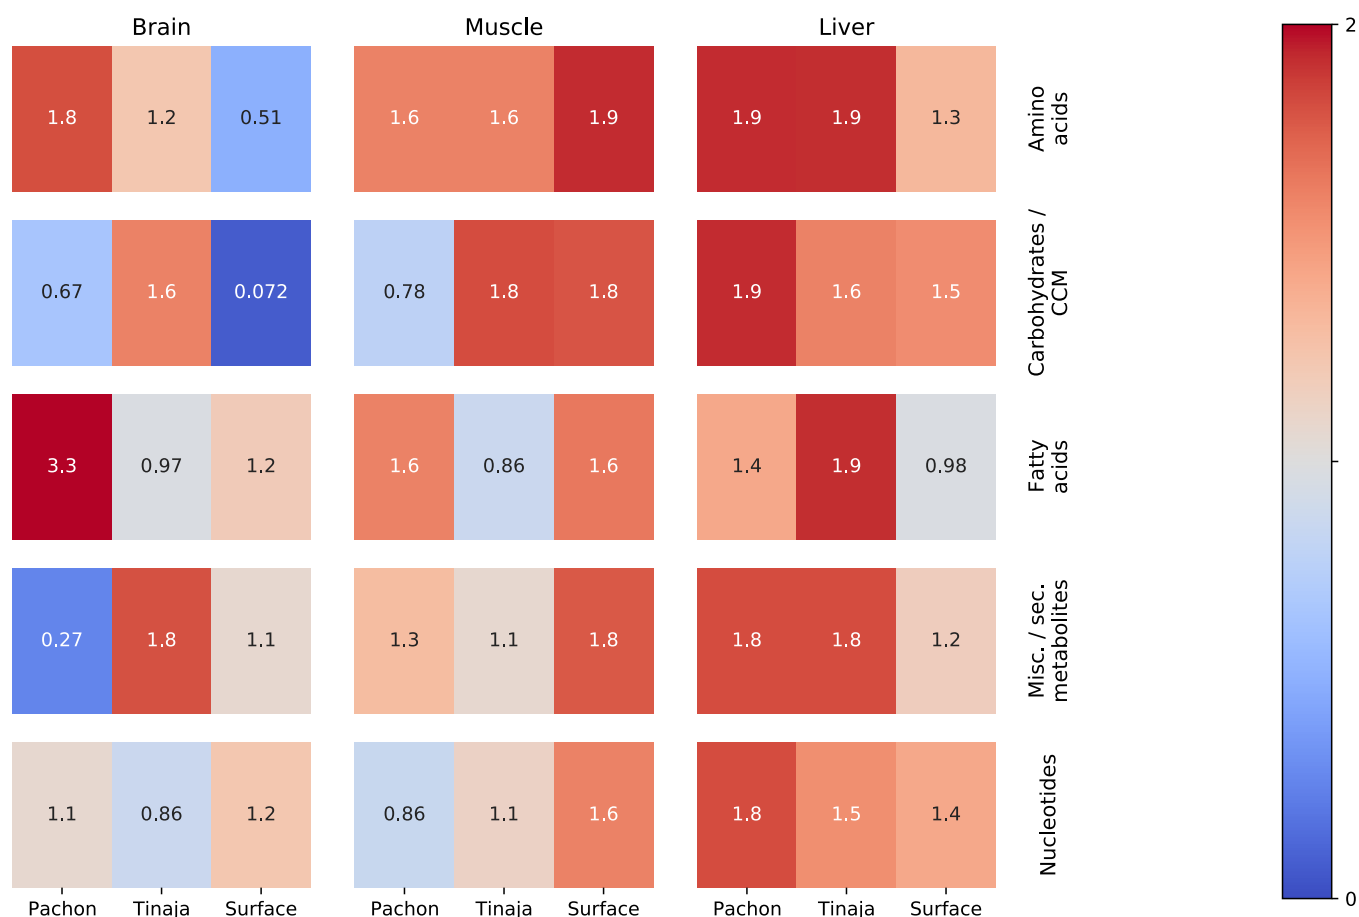 Brain Muscle Liver
2
1.8 1.2 0.51 1.6 1.6 1.9 1.9 1.9 1.3
Amino
acids
0.67 1.6 0.072 0.78 1.8 1.8 1.9 1.6 1.5
Carbohydrates /
CCM
3.3 0.97 1.2 1.6 0.86 1.6 1.4 1.9 0.98
Fatty
acids
0.27 1.8 1.1 1.3 1.1 1.8 1.8 1.8 1.2
Misc. / sec.
metabolites
1.1 0.86 1.2 0.86 1.1 1.6 1.8 1.5 1.4
Nucleotides
0
Pachon Tinaja Surface Pachon Tinaja Surface Pachon Tinaja Surface